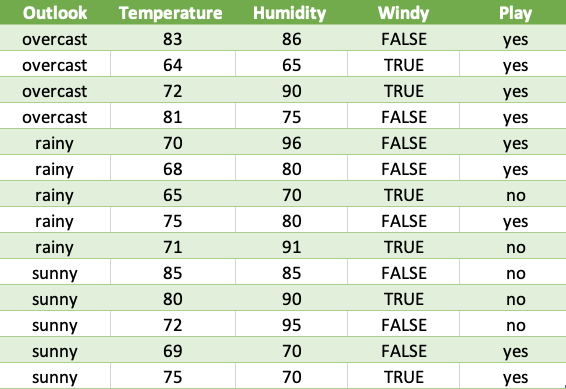 Outlook Temperature Humidity Windy Play
overcast 83 86 FALSE yes
overcast 64 65 TRUE yes
overcast 72 90 TRUE yes
overcast 81 75 FALSE yes
rainy 70 96 FALSE yes
rainy 68 80 FALSE yes
rainy 65 70 TRUE no
rainy 75 80 FALSE yes
rainy 71 91 TRUE no
sunny 85 85 FALSE no
sunny 80 90 TRUE no
sunny 72 95 FALSE no
sunny 69 70 FALSE yes
sunny 75 70 TRUE yes